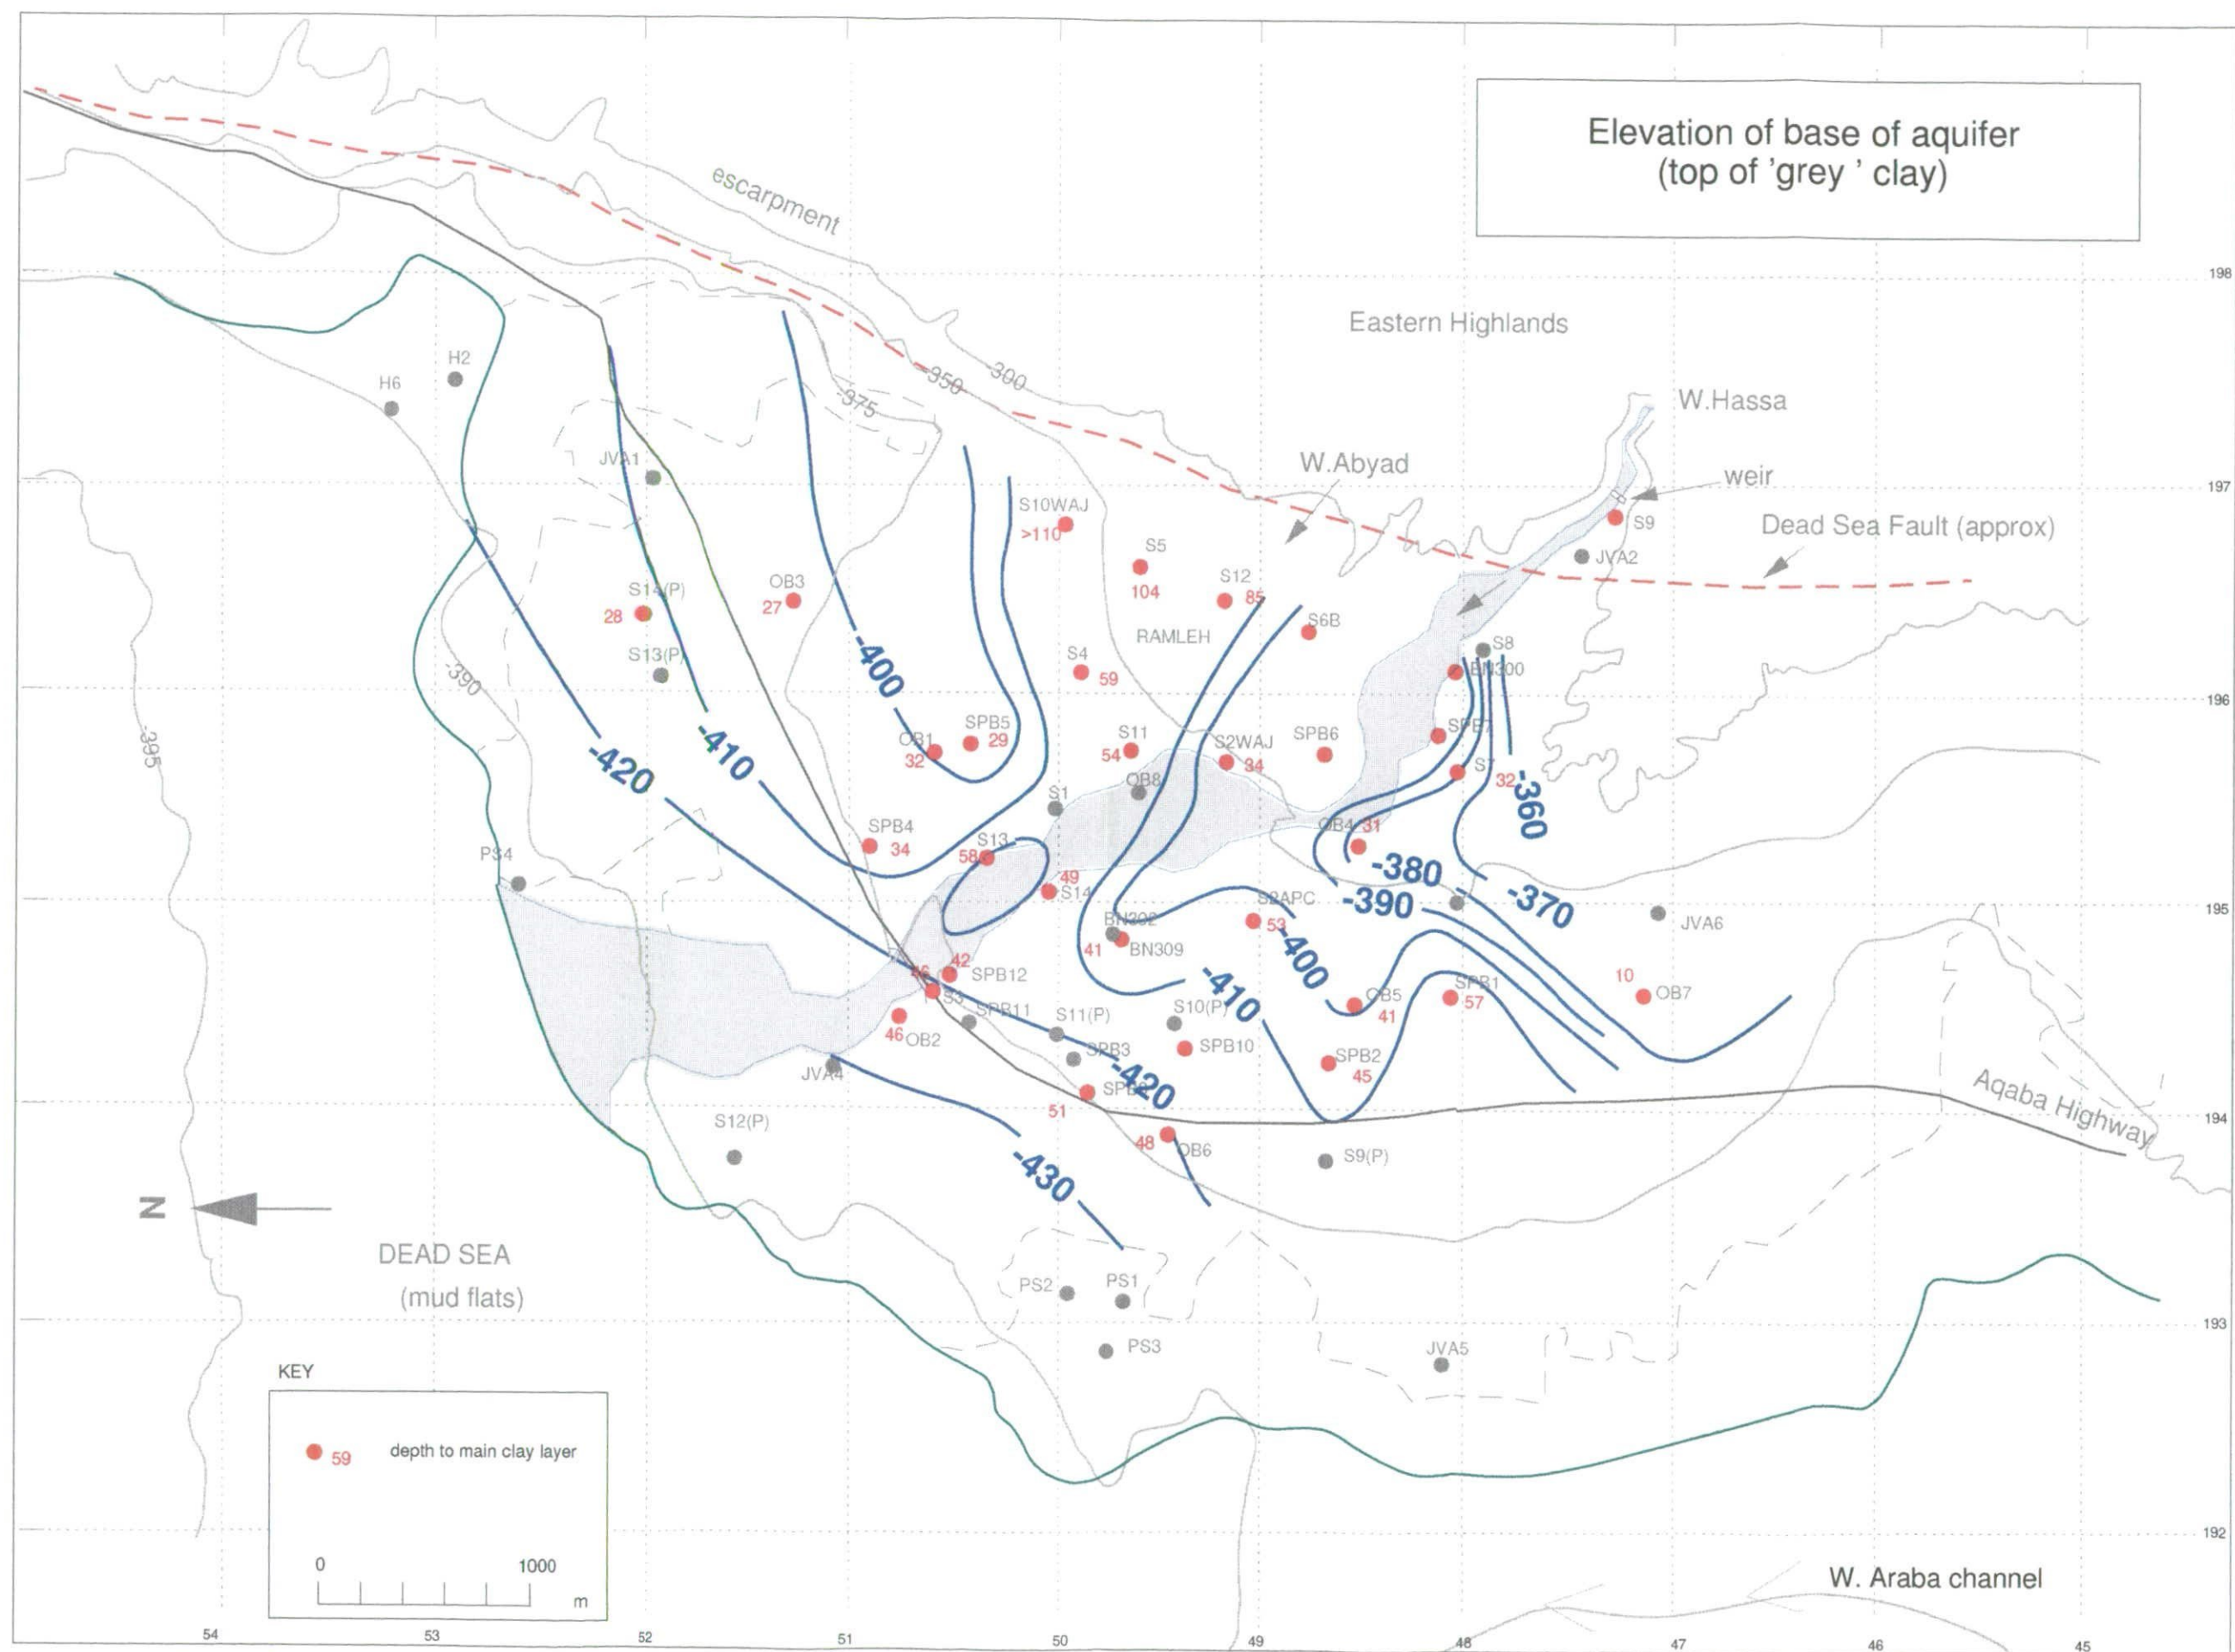 Elevation of base of aquifer
(top of 'grey ' clay)
escarpment
198
Eastern Highlands
H2
H6
-350
-300
-375
W.Hassa
W.Abyad
weir
JVA1
197
S10WAJ
>110
S9
Dead Sea Fault (approx)
S5
104
JVA2
OB3
27
S12
85
S14(P)
28
RAMLEH
S6B
S13(P)
S4
59
S8
BN300
-390
-400
196
-395
-410
-420
SPB5
29
OB1
32
S11
54
S2WAJ
34
SPB6
SPB7
S7
32
-360
OB8
S1
SPB4
34
S13
58
OB4
31
PS4
49
S14
-380
-390
-370
195
S2APC
53
JVA6
BN302
41
BN309
-400
42
46
SPB12
S3
-410
10
OB7
SPB1
57
OB5
41
SPB11
S11(P)
S10(P)
46
OB2
SPB3
SPB10
SPB2
45
JVA4
-420
Aqaba Highway
51
194
S12(P)
48
OB6
S9(P)
-430
N
DEAD SEA
(mud flats)
PS2
PS1
193
PS3
JVA5
KEY
59
depth to main clay layer
192
0
1000
m
W. Araba channel
54
53
52
51
50
49
48
47
46
45